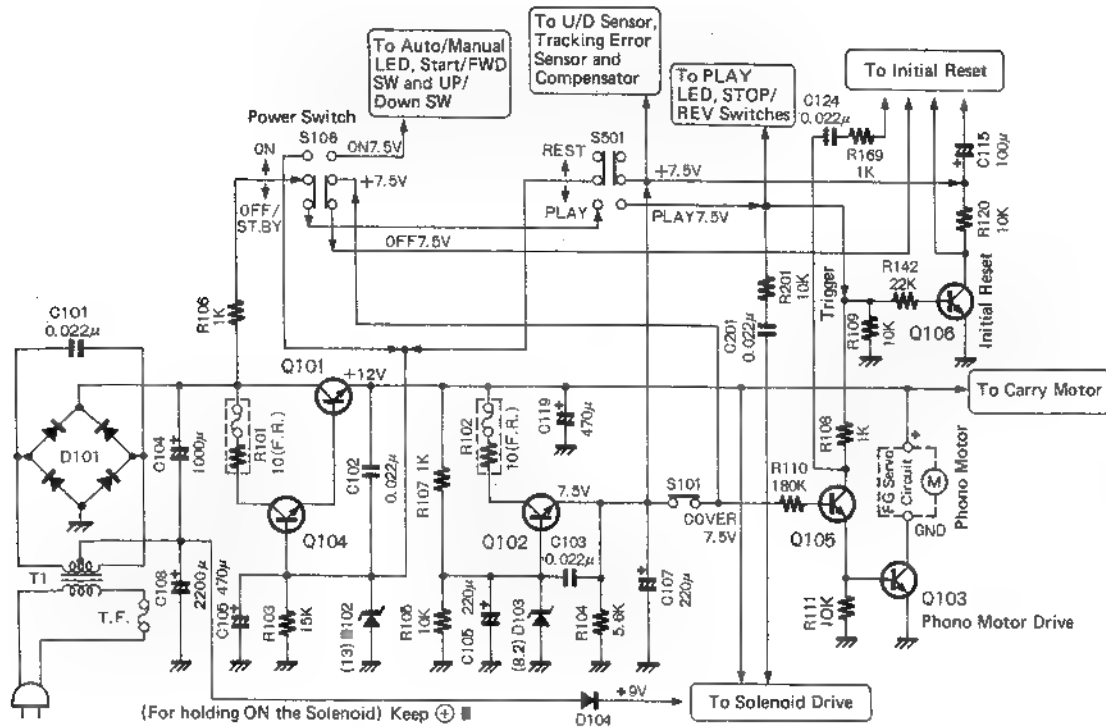 To Auto/Manual
LED, Start/FWD
SW and UP/
Down SW
To U/D Sensor,
Tracking Error
Sensor and
Compensator
To PLAY
LED, STOP/
REV Switches
To Initial Reset
Power Switch
S108
ON
OFF/
ST.BY
ON7.5V
+7.5V
OFF7.5V
S501
REST
PLAY
+7.5V
PLAY7.5V
C124
0.022μ
R169
1K
C115
100μ
R120
10K
R142
22K
R109
10K
Q106
Initial Reset
Trigger
R201
10K
C201
0.022μ
R106
1K
C101
0.022μ
D101
C104
1000μ
R101
10(F.R.)
Q101
+12V
Q104
C102
0.022μ
R107 1K
R102
10(F.R.)
C119
470μ
Q102
7.5V
C103
0.022μ
S101
COVER
7.5V
R110
180K
R108
1K
Q105
R111
10K
Q103
Phono Motor Drive
FG Servo
Circuit
M
GND
Phono Motor
To Carry Motor
T1
T.F.
C108
2200μ
470μ
R103
15K
(13)
102
10K
C105
220μ
(8.2) D103
R104
5.6K
C107
220μ
(For holding ON the Solenoid) Keep ⊕
D104
+9V
To Solenoid Drive